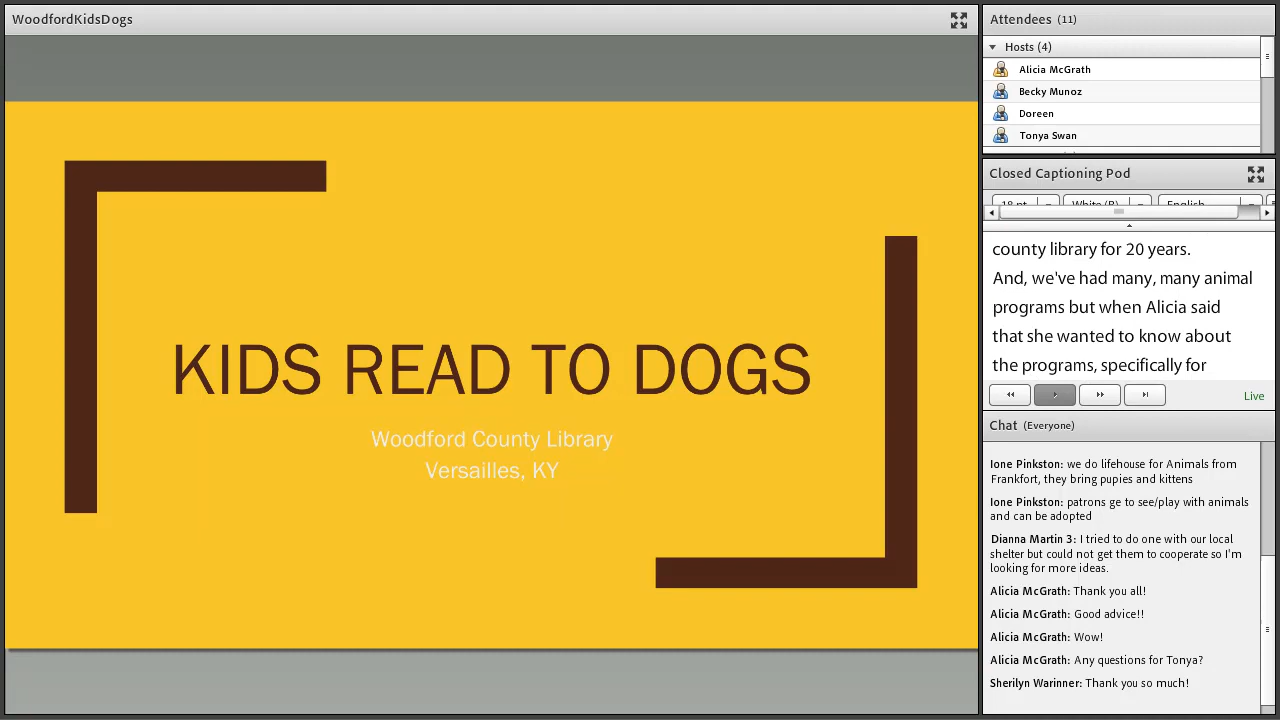 WoodfordKidsDogs
KIDS READ TO DOGS
Woodford County Library
Versailles, KY
Attendees (11)
Hosts (4)
Alicia McGrath
Becky Munoz
Doreen
Tonya Swan
Closed Captioning Pod
18 pt
White (B)
English
county library for 20 years.
And, we've had many, many animal
programs but when Alicia said
that she wanted to know about
the programs, specifically for
Live
Chat (Everyone)
Ione Pinkston: we do lifehouse for Animals from
Frankfort, they bring pupies and kittens
Ione Pinkston: patrons ge to see/play with animals
and can be adopted
Dianna Martin 3: I tried to do one with our local
shelter but could not get them to cooperate so I'm
looking for more ideas.
Alicia McGrath: Thank you all!
Alicia McGrath: Good advice!!
Alicia McGrath: Wow!
Alicia McGrath: Any questions for Tonya?
Sherilyn Warinner: Thank you so much!